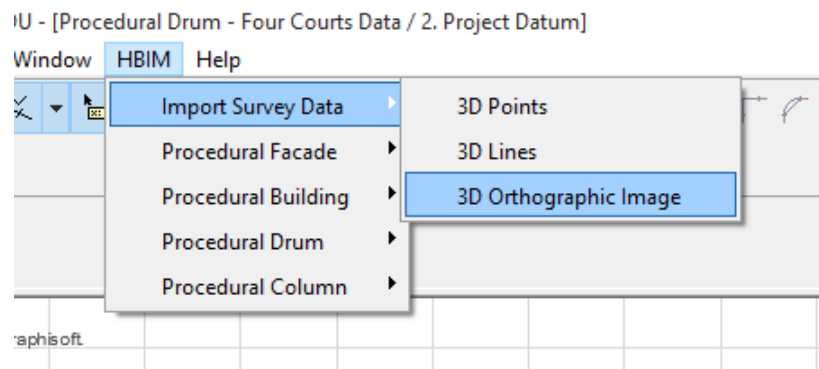 U - [Procedural Drum - Four Courts Data / 2. Project Datum]
Window HBIM Help
Import Survey Data
3D Points
Procedural Facade
3D Lines
Procedural Building
3D Orthographic Image
Procedural Drum
Procedural Column
raphisoft